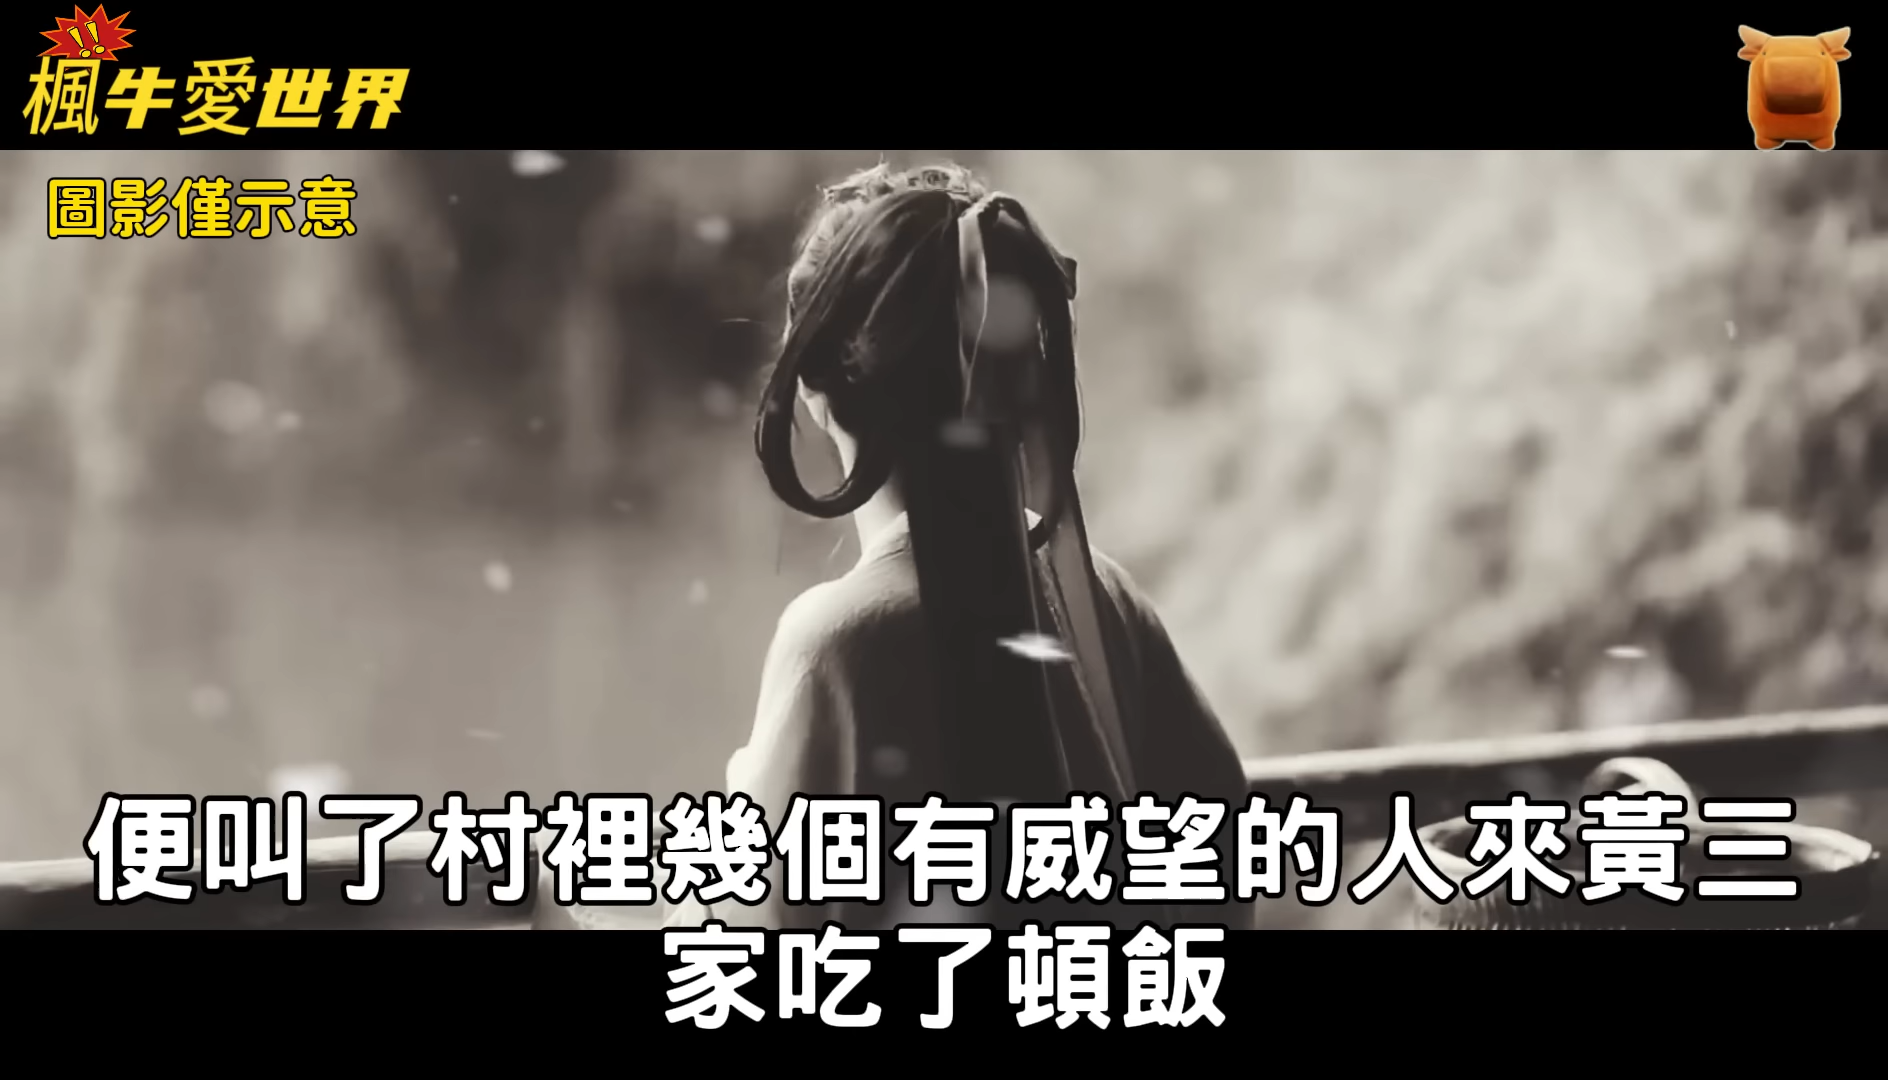 !!
楓牛愛世界
圖影僅示意
便叫了村裡幾個有威望的人來黃三
家吃了頓飯